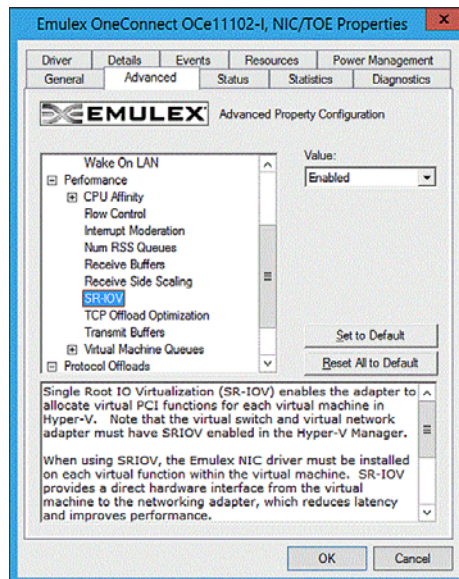 Emulex OneConnect OCe11102-I, NIC/TOE Properties
Driver Details Events Resources Power Management
General Advanced Status Statistics Diagnostics
EMULEX Advanced Property Configuration
Value:
Enabled
Wake On LAN
Performance
CPU Affinity
Flow Control
Interrupt Moderation
Num RSS Queues
Receive Buffers
Receive Side Scaling
SR-IOV
TCP Offload Optimization
Transmit Buffers
Virtual Machine Queues
Protocol Offloads
Set to Default
Reset All to Default
Single Root IO Virtualization (SR-IOV) enables the adapter to
allocate virtual PCI functions for each virtual machine in
Hyper-V. Note that the virtual switch and virtual network
adapter must have SRIOV enabled in the Hyper-V Manager.
When using SRIOV, the Emulex NIC driver must be installed
on each virtual function within the virtual machine. SR-IOV
provides a direct hardware interface from the virtual
machine to the networking adapter, which reduces latency
and improves performance.
OK Cancel